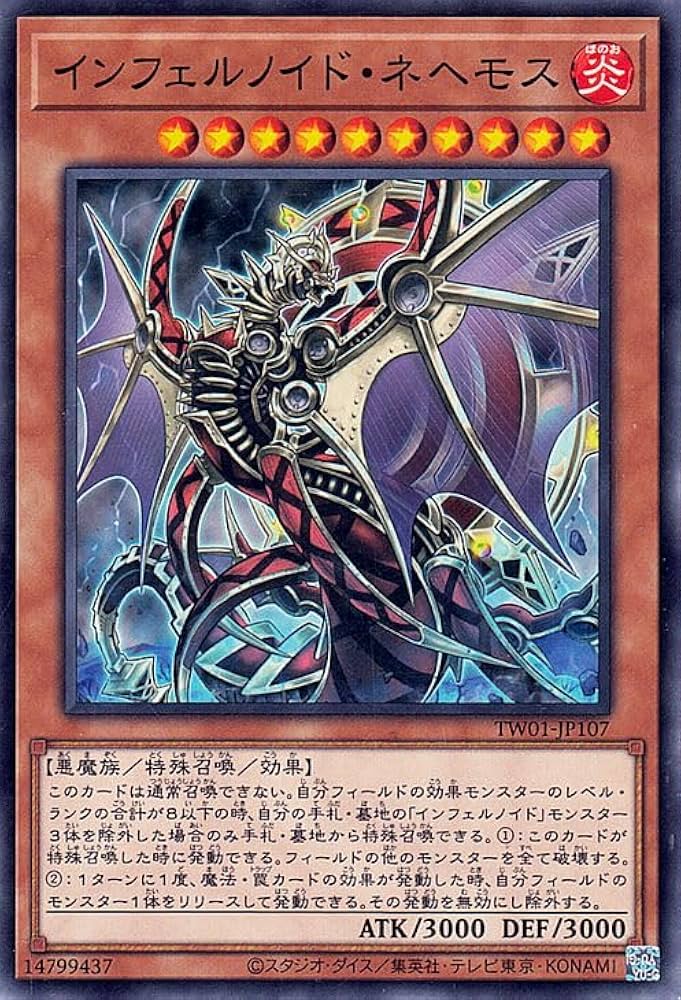 インフェルノイド・ネヘモス
炎
TW01-JP107
【悪魔族/特殊召喚/効果】
このカードは通常召喚できない。自分フィールドの効果モンスターのレベル・
ランクの合計が8以下の時、自分の手札・墓地の「インフェルノイド」モンスター
3体を除外した場合のみ手札・墓地から特殊召喚できる。①:このカードが
特殊召喚した時に発動できる。フィールドの他のモンスターを全て破壊する。
②:1ターンに1度、魔法・罠カードの効果が発動した時、自分フィールドの
モンスター1体をリリースして発動できる。その発動を無効にし除外する。
ATK/3000 DEF/3000
14799437 ©スタジオ・ダイス/集英社・テレビ東京・KONAMI